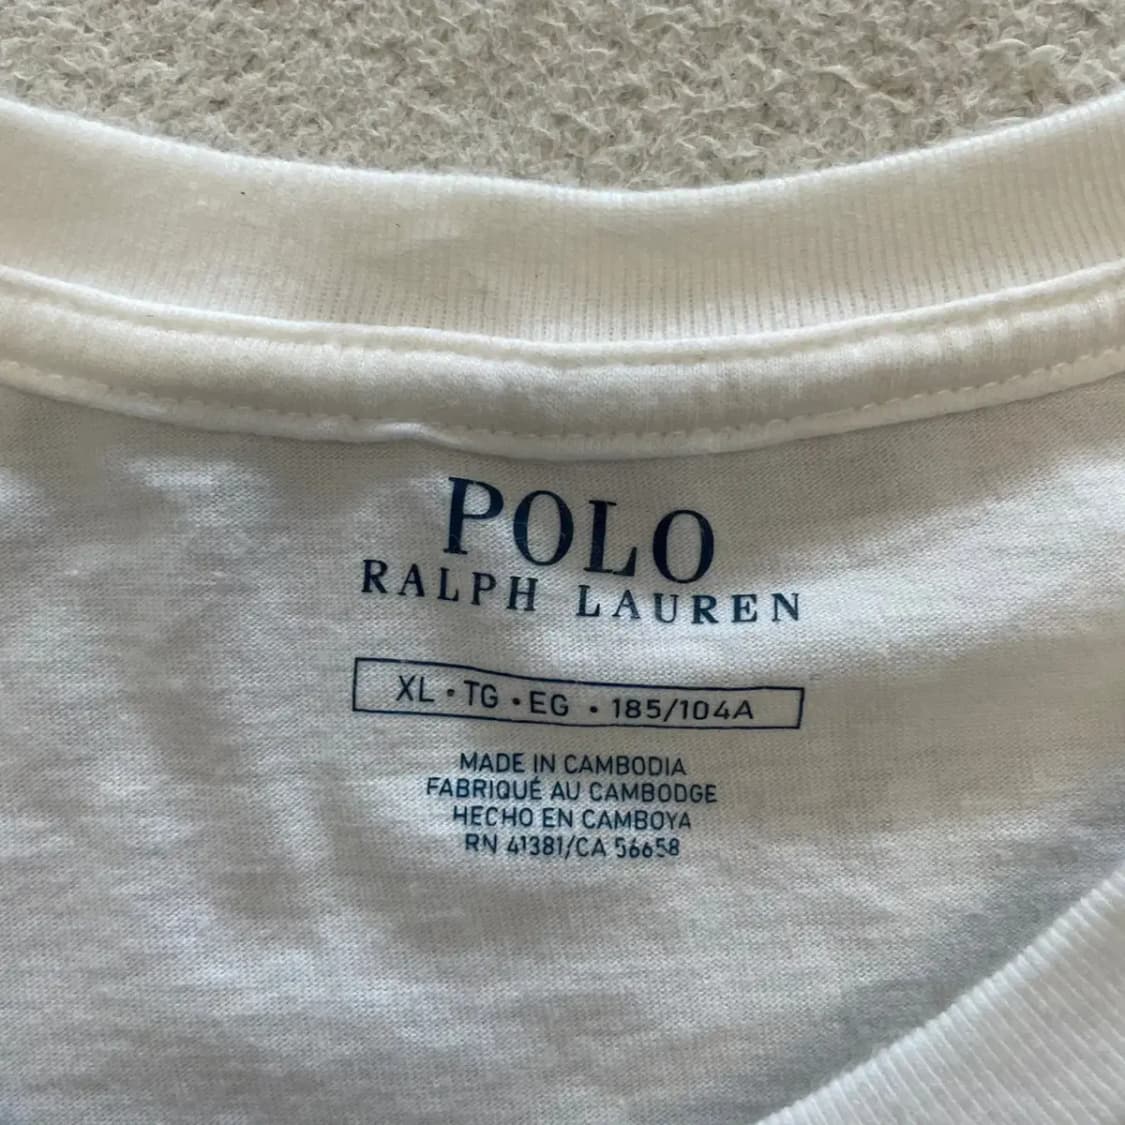 POLO
RALPH LAUREN
XL • TG • EG • 185/104A
MADE IN CAMBODIA
FABRIQUÉ AU CAMBODGE
HECHO EN CAMBOYA
RN 41381/CA 56658